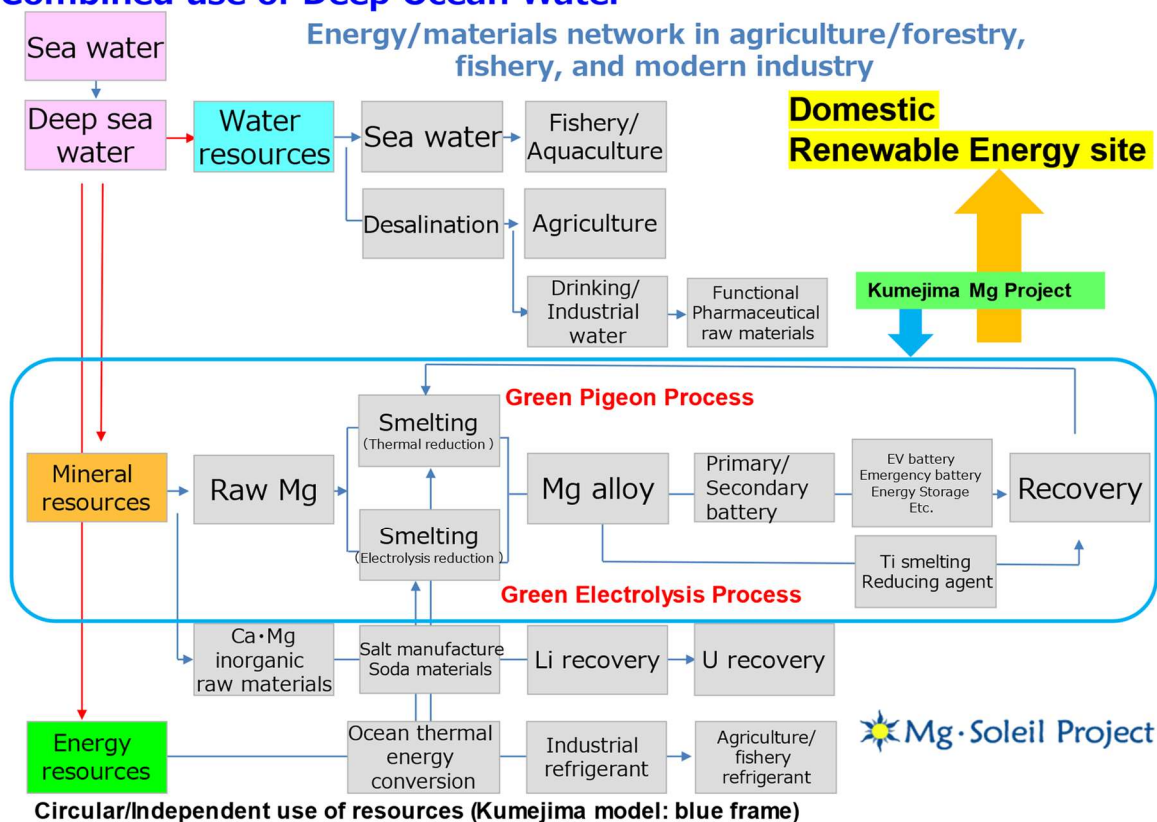 Combined use of Deep Ocean Water
Energy/materials network in agriculture/forestry,
fishery, and modern industry
Sea water
Deep sea
water
Water
resources
Sea water
Fishery/
Aquaculture
Domestic
Renewable Energy site
Desalination
Agriculture
Drinking/
Industrial
water
Functional
Pharmaceutical
raw materials
Kumejima Mg Project
Green Pigeon Process
Smelting
(Thermal reduction)
Mineral
resources
Raw Mg
Mg alloy
Primary/
Secondary
battery
EV battery
Emergency battery
Energy Storage
Etc.
Recovery
Smelting
(Electrolysis reduction)
Ti smelting
Reducing agent
Green Electrolysis Process
Ca・Mg
inorganic
raw materials
Salt manufacture
Soda materials
Li recovery
U recovery
Energy
resources
Ocean thermal
energy
conversion
Industrial
refrigerant
Agriculture/
fishery
refrigerant
Mg・Soleil Project
Circular/Independent use of resources (Kumejima model: blue frame)